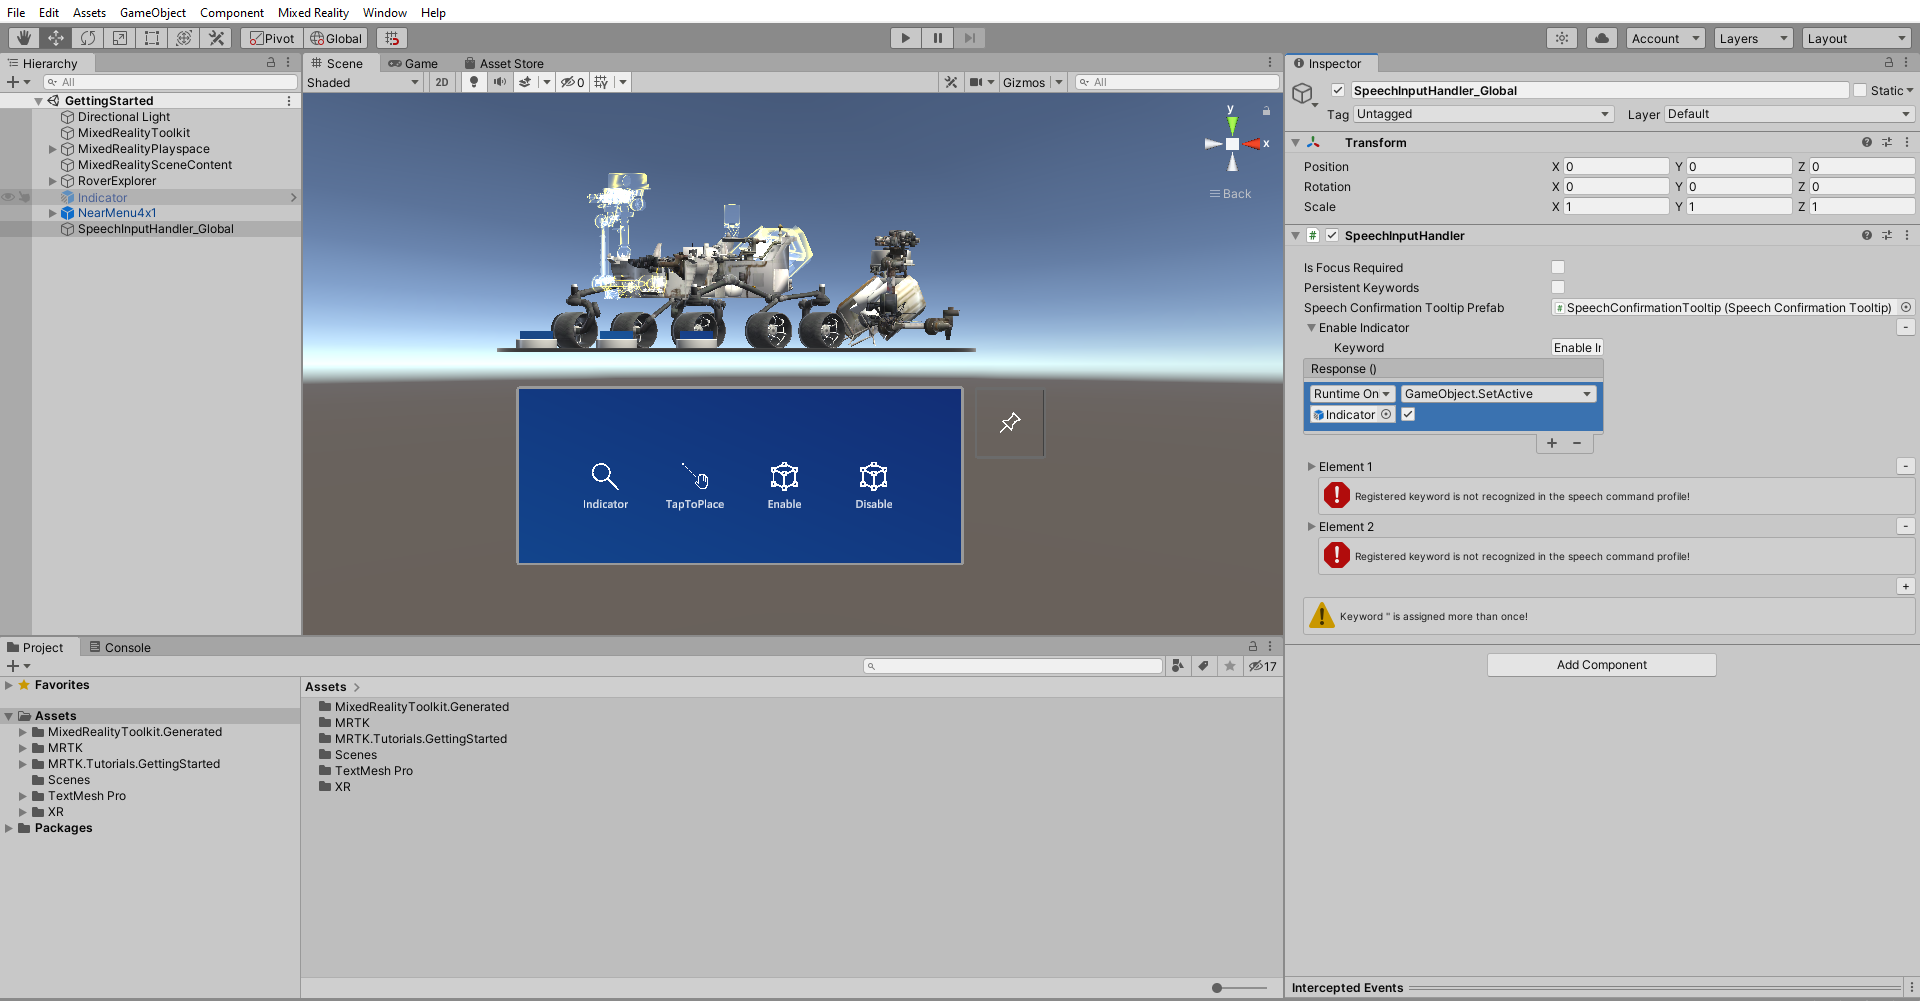 File Edit Assets GameObject Component Mixed Reality Window Help
Pivot Global
Account Layers Layout
Hierarchy
All
GettingStarted
Directional Light
MixedRealityToolkit
MixedRealityPlayspace
MixedRealitySceneContent
RoverExplorer
Indicator
NearMenu4x1
SpeechInputHandler_Global
Scene Game Asset Store
Shaded 2D 0 Gizmos All
y
x
Back
Indicator TapToPlace Enable Disable
Inspector
SpeechInputHandler_Global Static
Tag Untagged Layer Default
Transform
Position X 0 Y 0 Z 0
Rotation X 0 Y 0 Z 0
Scale X 1 Y 1 Z 1
# SpeechInputHandler
Is Focus Required
Persistent Keywords
Speech Confirmation Tooltip Prefab # SpeechConfirmationTooltip (Speech Confirmation Tooltip)
Enable Indicator -
Keyword Enable Ir
Response ()
Runtime On GameObject.SetActive
Indicator
+ -
Element 1 -
Registered keyword is not recognized in the speech command profile!
Element 2 -
Registered keyword is not recognized in the speech command profile!
+
Keyword '' is assigned more than once!
Add Component
Intercepted Events
Project Console
17
Favorites
Assets
MixedRealityToolkit.Generated
MRTK
MRTK.Tutorials.GettingStarted
Scenes
TextMesh Pro
XR
Packages
Assets >
MixedRealityToolkit.Generated
MRTK
MRTK.Tutorials.GettingStarted
Scenes
TextMesh Pro
XR